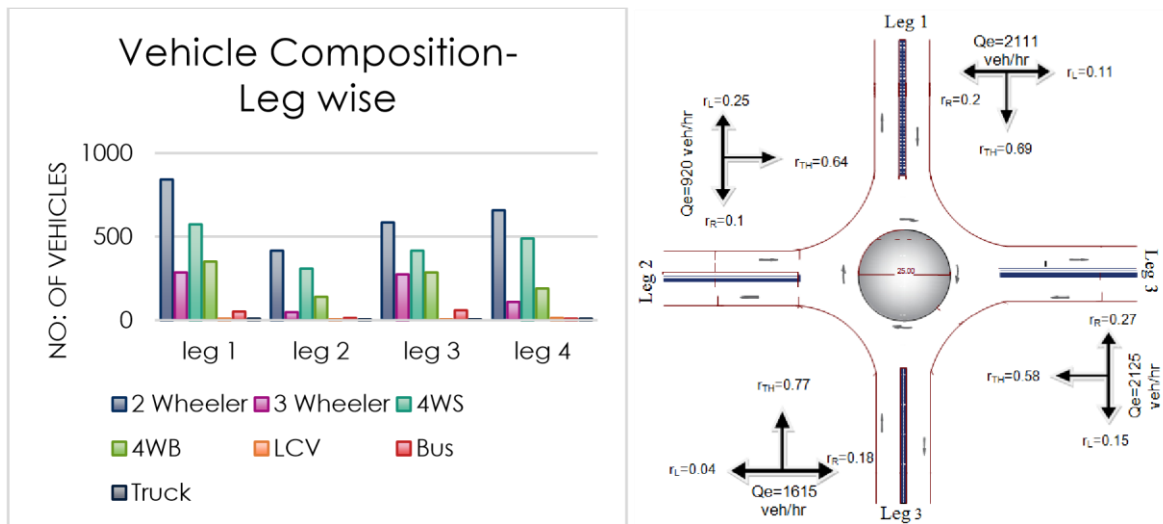 Vehicle Composition-
Leg wise
NO: OF VEHICLES
1000
500
0
leg 1 leg 2 leg 3 leg 4
2 Wheeler 3 Wheeler 4WS
4WB LCV Bus
Truck
Leg 1
Qe=2111
veh/hr
rL=0.11
rR=0.2
rTH=0.69
rL=0.25
Qe=920 veh/hr
rTH=0.64
rR=0.1
Leg 2
25.00
Leg 3
rR=0.27
rTH=0.58
Qe=2125
veh/hr
rL=0.15
rTH=0.77
rL=0.04
rR=0.18
Qe=1615
veh/hr
Leg 3